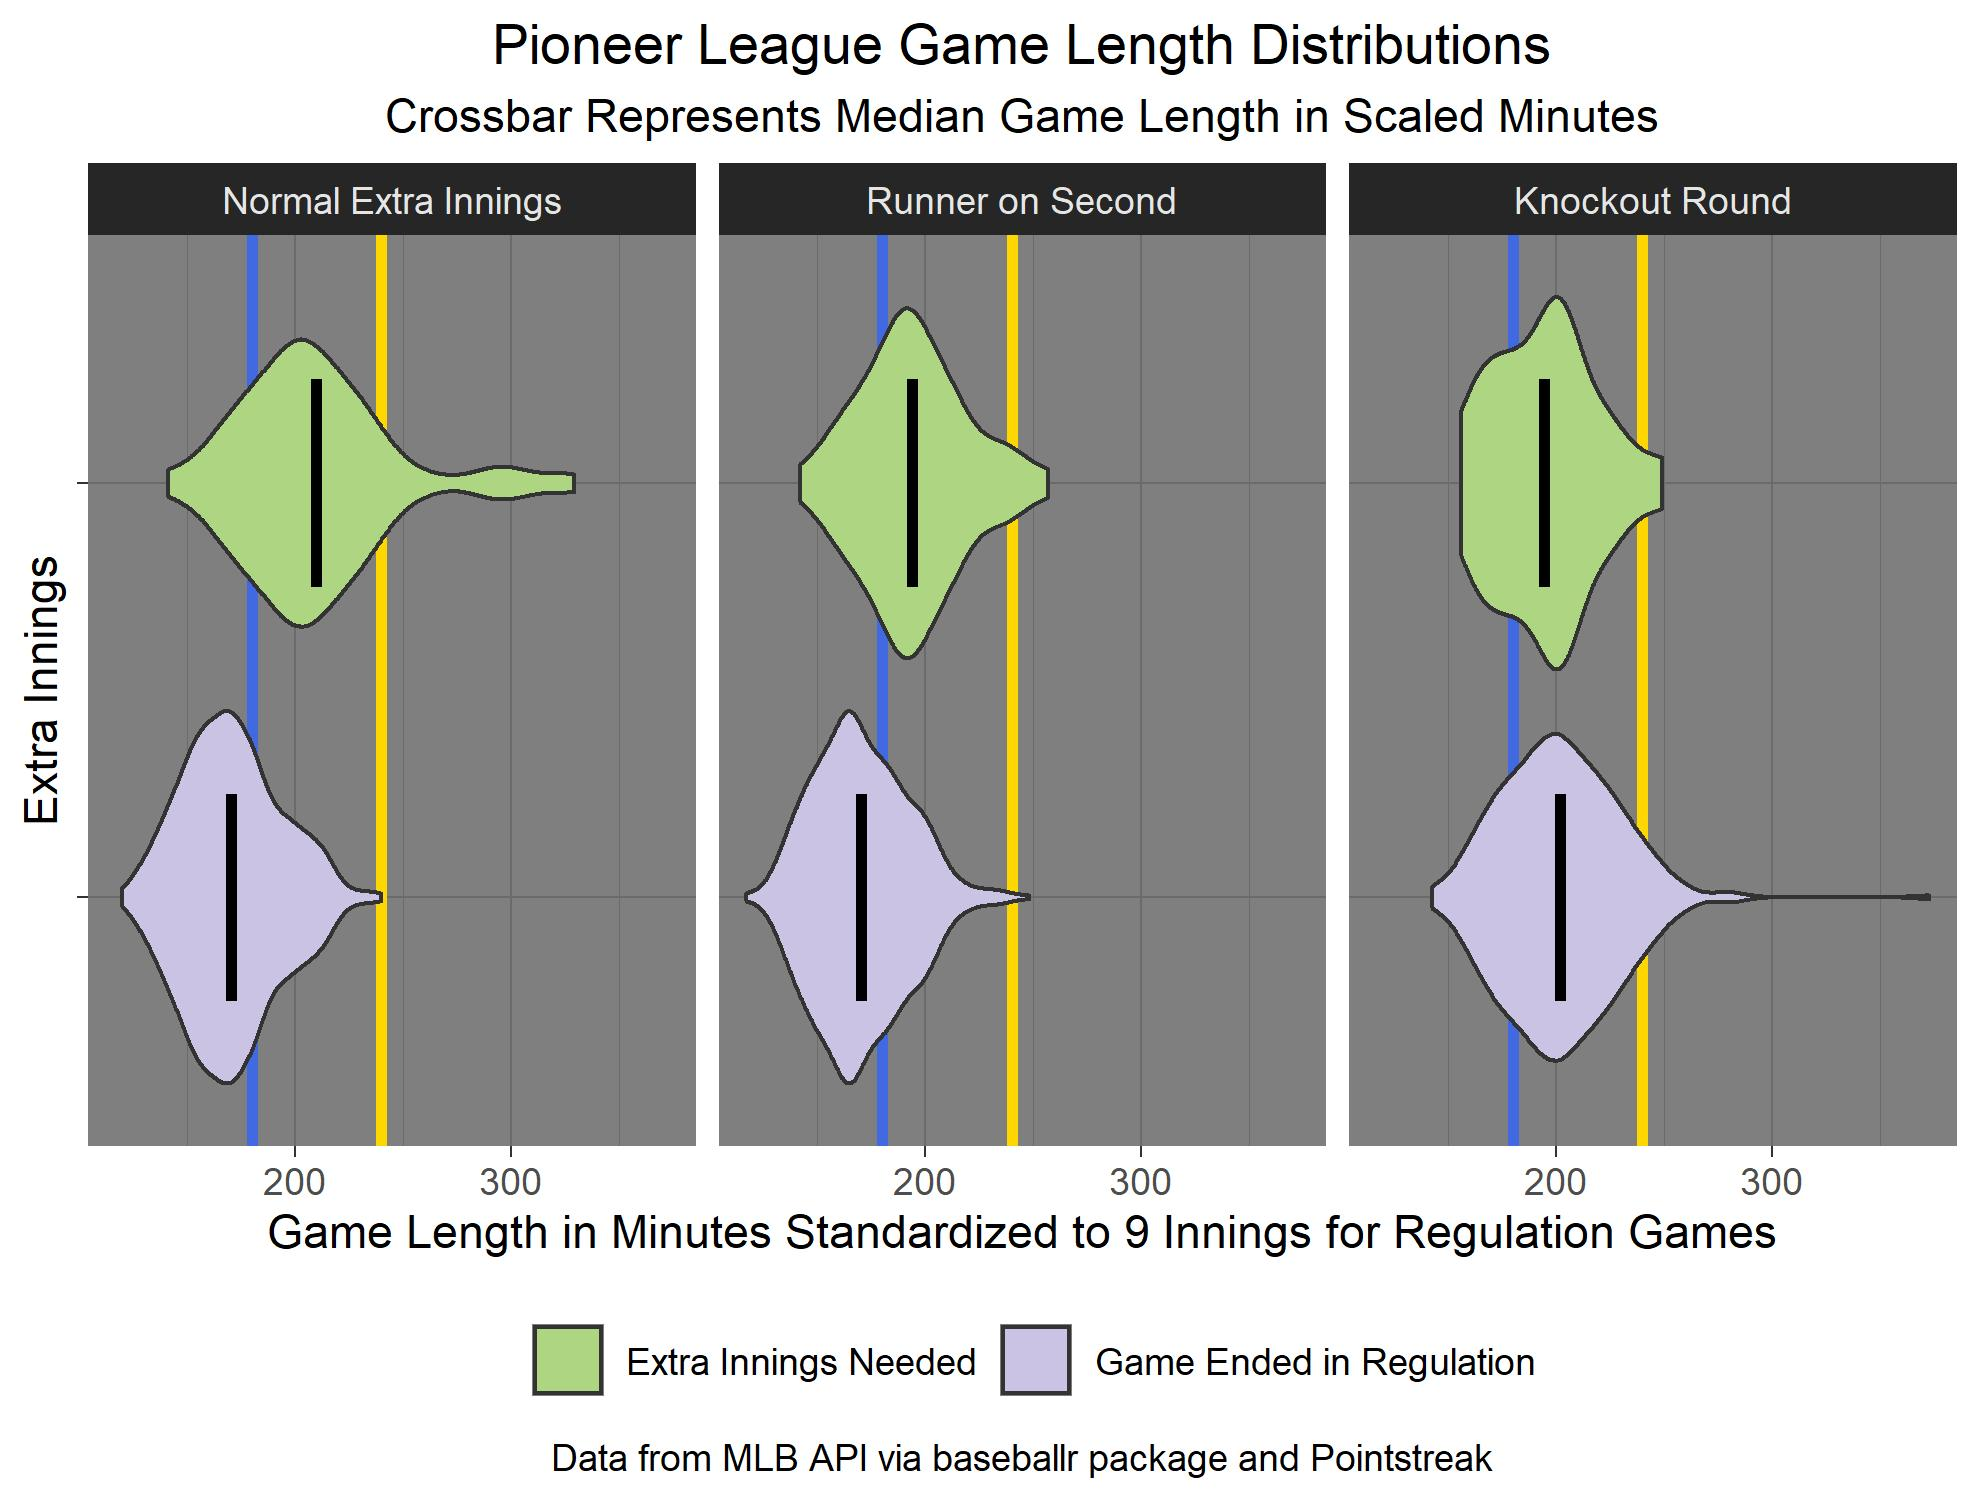 Pioneer League Game Length Distributions
Crossbar Represents Median Game Length in Scaled Minutes
Normal Extra Innings
Runner on Second
Knockout Round
Extra Innings
200
300
200
300
200
300
Game Length in Minutes Standardized to 9 Innings for Regulation Games
Extra Innings Needed
Game Ended in Regulation
Data from MLB API via baseballr package and Pointstreak